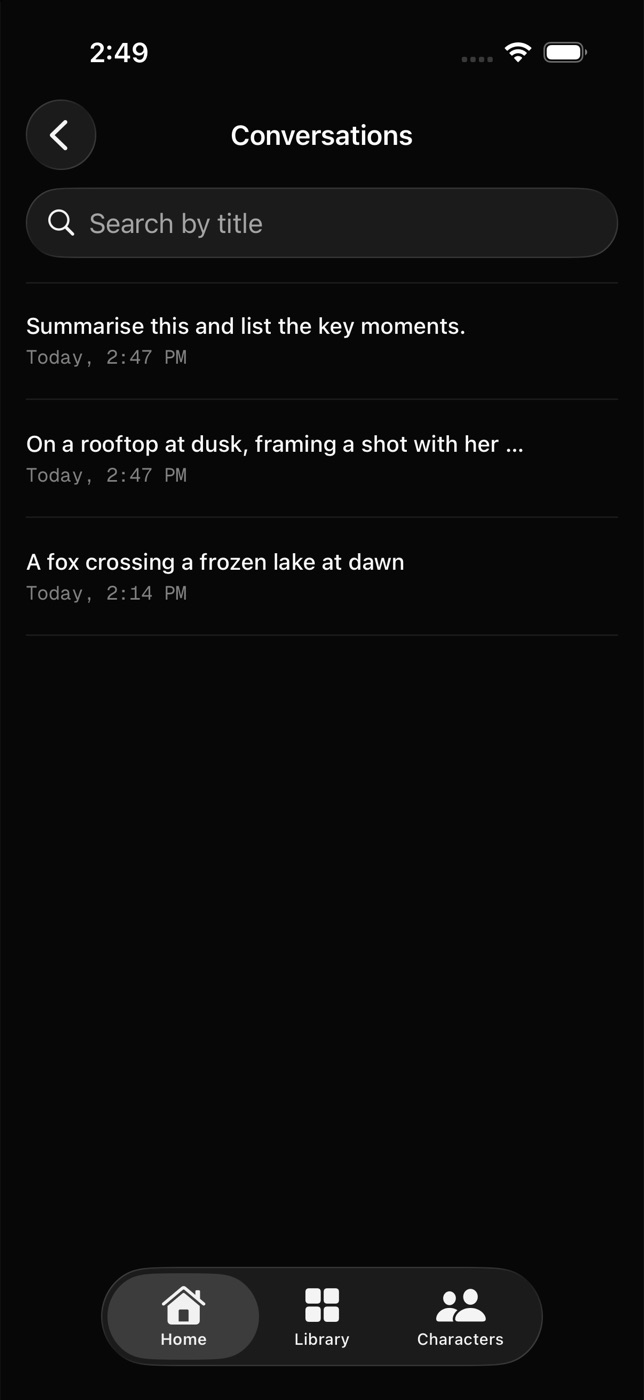 2:49
Conversations
Search by title
Summarise this and list the key moments.
Today, 2:47 PM
On a rooftop at dusk, framing a shot with her ...
Today, 2:47 PM
A fox crossing a frozen lake at dawn
Today, 2:14 PM
Home
Library
Characters